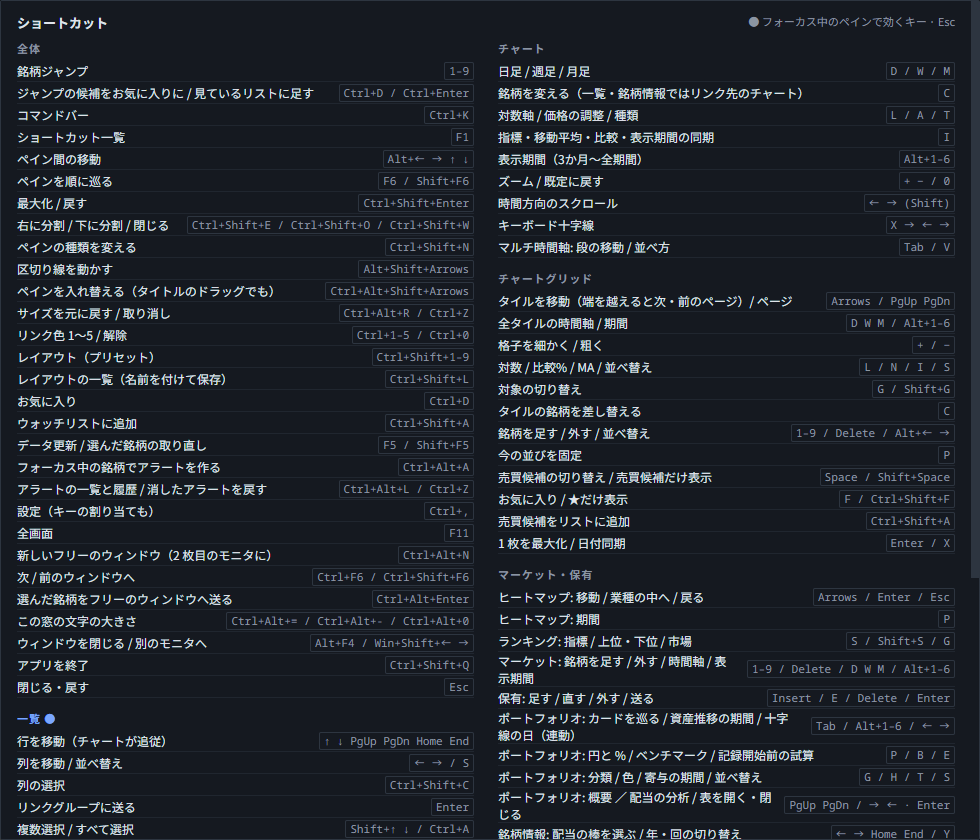 ショートカット
● フォーカス中のペインで効くキー · Esc
全体
銘柄ジャンプ 1-9
ジャンプの候補をお気に入りに / 見ているリストに足す Ctrl+D / Ctrl+Enter
コマンドバー Ctrl+K
ショートカット一覧 F1
ペイン間の移動 Alt+← → ↑ ↓
ペインを順に巡る F6 / Shift+F6
最大化 / 戻す Ctrl+Shift+Enter
右に分割 / 下に分割 / 閉じる Ctrl+Shift+E / Ctrl+Shift+O / Ctrl+Shift+W
ペインの種類を変える Ctrl+Shift+N
区切り線を動かす Alt+Shift+Arrows
ペインを入れ替える（タイトルのドラッグでも） Ctrl+Alt+Shift+Arrows
サイズを元に戻す / 取り消し Ctrl+Alt+R / Ctrl+Z
リンク色 1〜5 / 解除 Ctrl+1-5 / Ctrl+0
レイアウト（プリセット） Ctrl+Shift+1-9
レイアウトの一覧（名前を付けて保存） Ctrl+Shift+L
お気に入り Ctrl+D
ウォッチリストに追加 Ctrl+Shift+A
データ更新 / 選んだ銘柄の取り直し F5 / Shift+F5
フォーカス中の銘柄でアラートを作る Ctrl+Alt+A
アラートの一覧と履歴 / 消したアラートを戻す Ctrl+Alt+L / Ctrl+Z
設定（キーの割り当ても） Ctrl+,
全画面 F11
新しいフリーのウィンドウ（2 枚目のモニタに） Ctrl+Alt+N
次 / 前のウィンドウへ Ctrl+F6 / Ctrl+Shift+F6
選んだ銘柄をフリーのウィンドウへ送る Ctrl+Alt+Enter
この窓の文字の大きさ Ctrl+Alt+= / Ctrl+Alt+- / Ctrl+Alt+0
ウィンドウを閉じる / 別のモニタへ Alt+F4 / Win+Shift+← →
アプリを終了 Ctrl+Shift+Q
閉じる・戻す Esc
一覧 ●
行を移動（チャートが追従） ↑ ↓ PgUp PgDn Home End
列を移動 / 並べ替え ← → / S
列の選択 Ctrl+Shift+C
リンクグループに送る Enter
複数選択 / すべて選択 Shift+↑ ↓ / Ctrl+A
チャート
日足 / 週足 / 月足 D / W / M
銘柄を変える（一覧・銘柄情報ではリンク先のチャート） C
対数軸 / 価格の調整 / 種類 L / A / T
指標・移動平均・比較・表示期間の同期 I
表示期間（3か月〜全期間） Alt+1-6
ズーム / 既定に戻す + − / 0
時間方向のスクロール ← → (Shift)
キーボード十字線 X → ← →
マルチ時間軸: 段の移動 / 並べ方 Tab / V
チャートグリッド
タイルを移動（端を越えると次・前のページ）/ ページ Arrows / PgUp PgDn
全タイルの時間軸 / 期間 D W M / Alt+1-6
格子を細かく / 粗く + / −
対数 / 比較% / MA / 並べ替え L / N / I / S
対象の切り替え G / Shift+G
タイルの銘柄を差し替える C
銘柄を足す / 外す / 並べ替え 1-9 / Delete / Alt+← →
今の並びを固定 P
売買候補の切り替え / 売買候補だけ表示 Space / Shift+Space
お気に入り / ★だけ表示 F / Ctrl+Shift+F
売買候補をリストに追加 Ctrl+Shift+A
1 枚を最大化 / 日付同期 Enter / X
マーケット・保有
ヒートマップ: 移動 / 業種の中へ / 戻る Arrows / Enter / Esc
ヒートマップ: 期間 P
ランキング: 指標 / 上位・下位 / 市場 S / Shift+S / G
マーケット: 銘柄を足す / 外す / 時間軸 / 表 1-9 / Delete / D W M / Alt+1-6
示期間
保有: 足す / 直す / 外す / 送る Insert / E / Delete / Enter
ポートフォリオ: カードを巡る / 資産推移の期間 / 十字 Tab / Alt+1-6 / ← →
線の日（連動）
ポートフォリオ: 円と % / ベンチマーク / 記録開始前の試算 P / B / E
ポートフォリオ: 分類 / 色 / 寄与の期間 / 並べ替え G / H / T / S
ポートフォリオ: 概要 ／ 配当の分析 / 表を開く・閉 PgUp PgDn / → ← · Enter
じる
銘柄情報: 配当の棒を選ぶ / 年・回の切り替え ← → Home End / Y